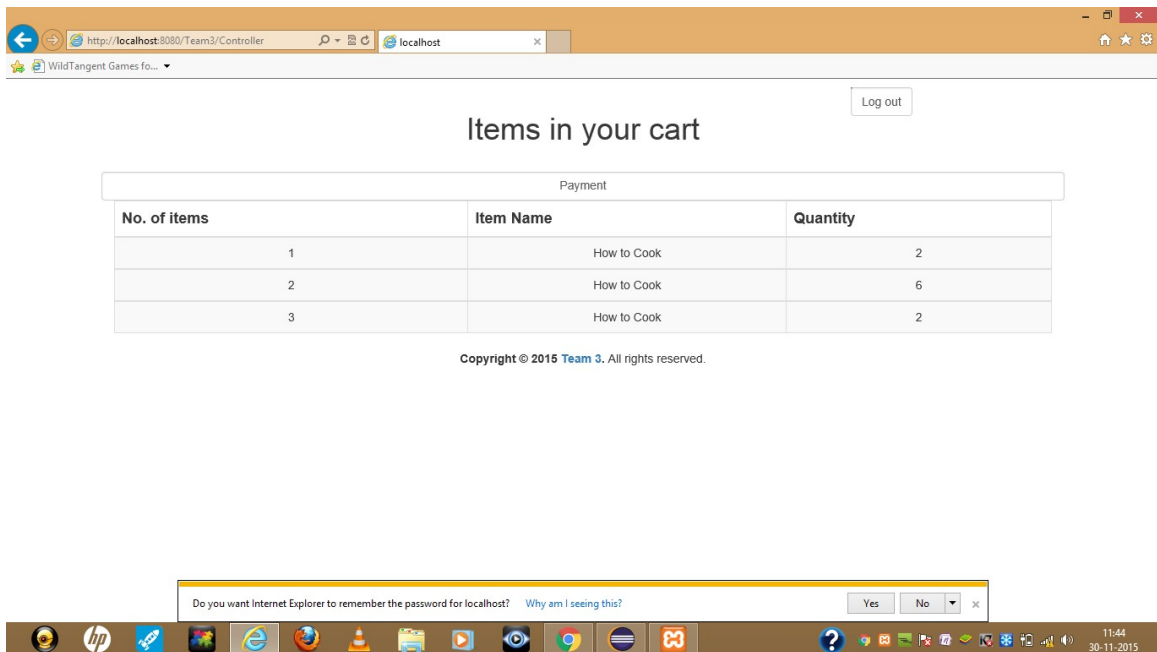 http://localhost:8080/Team3/Controller
localhost
WildTangent Games fo...
Log out
Items in your cart
Payment
No. of items Item Name Quantity
1 How to Cook 2
2 How to Cook 6
3 How to Cook 2
Copyright © 2015 Team 3. All rights reserved.
Do you want Internet Explorer to remember the password for localhost? Why am I seeing this? Yes No
hp
11:44
30-11-2015